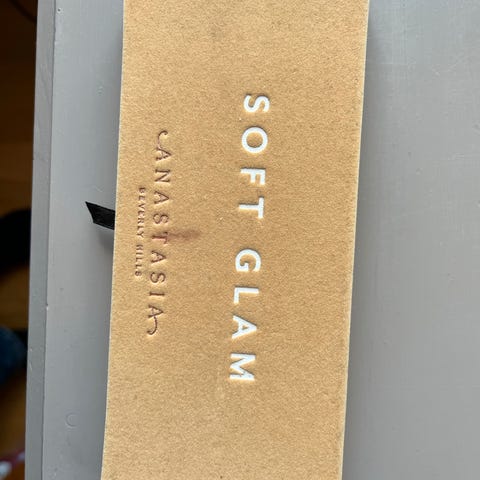 SOFT GLAM
ANASTASIA
BEVERLY HILLS